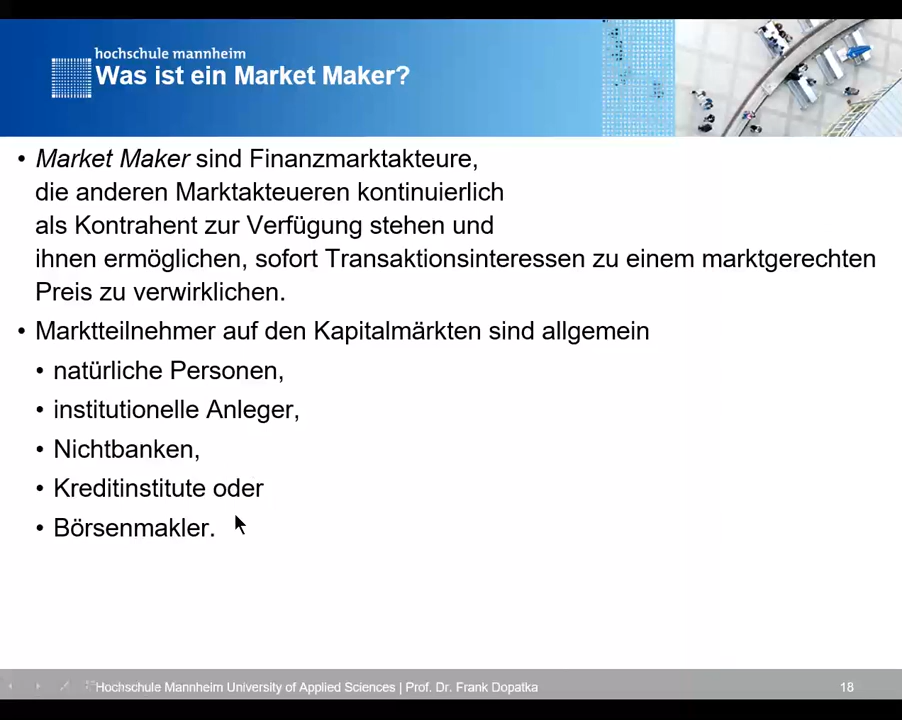 hochschule mannheim
Was ist ein Market Maker?
• Market Maker sind Finanzmarktakteure,
die anderen Marktakteueren kontinuierlich
als Kontrahent zur Verfügung stehen und
ihnen ermöglichen, sofort Transaktionsinteressen zu einem marktgerechten
Preis zu verwirklichen.
• Marktteilnehmer auf den Kapitalmärkten sind allgemein
• natürliche Personen,
• institutionelle Anleger,
• Nichtbanken,
• Kreditinstitute oder
• Börsenmakler.
Hochschule Mannheim University of Applied Sciences | Prof. Dr. Frank Dopatka
18